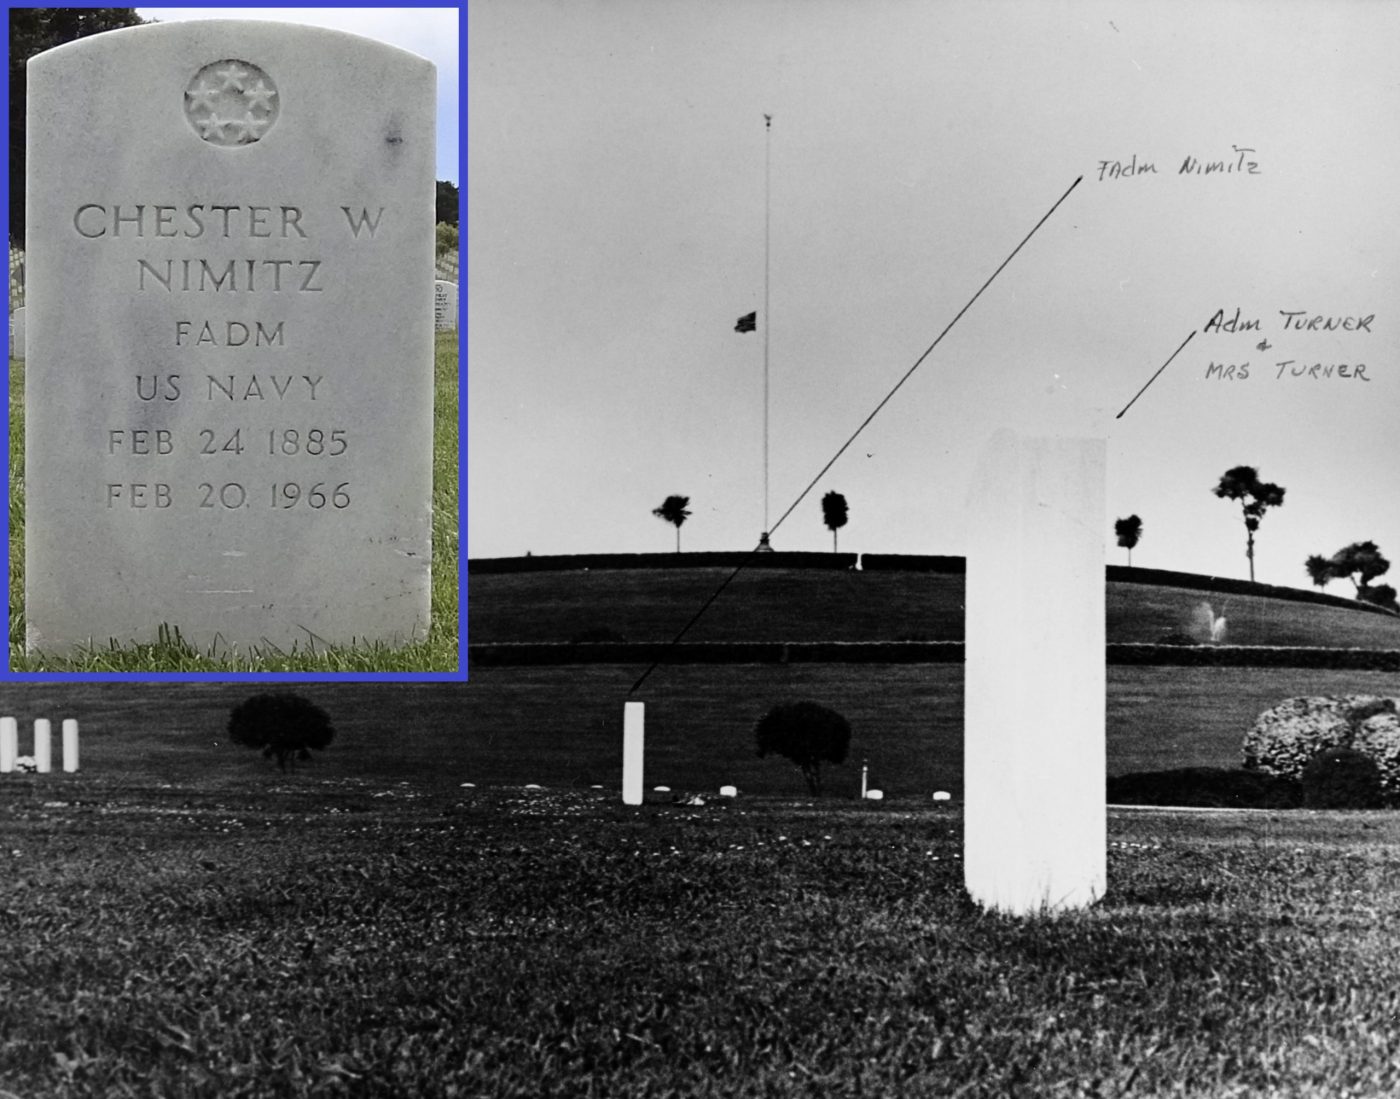 CHESTER W
NIMITZ
FADM
US NAVY
FEB 24 1885
FEB 20 1966
FAdm Nimitz
Adm TURNER
&
MRS TURNER